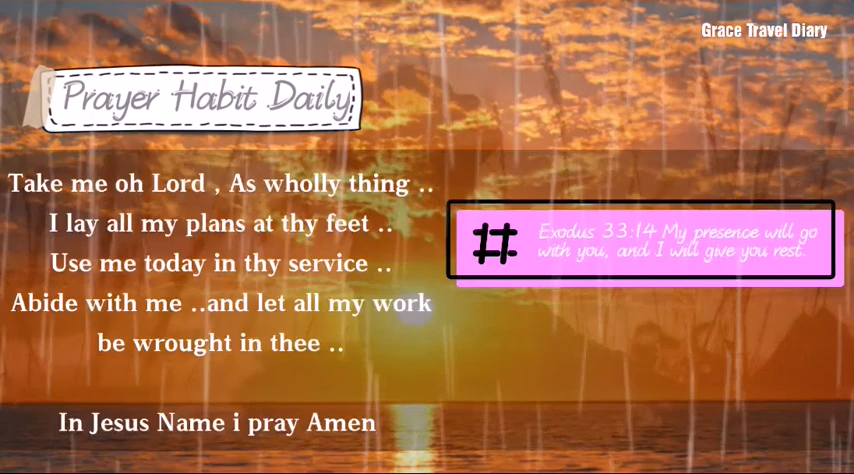 Grace Travel Diary
Prayer Habit Daily
Take me oh Lord , As wholly thing ..
I lay all my plans at thy feet ..
Use me today in thy service ..
Abide with me ..and let all my work
be wrought in thee ..
In Jesus Name i pray Amen
# Exodus 33:14 My presence will go
with you, and I will give you rest.